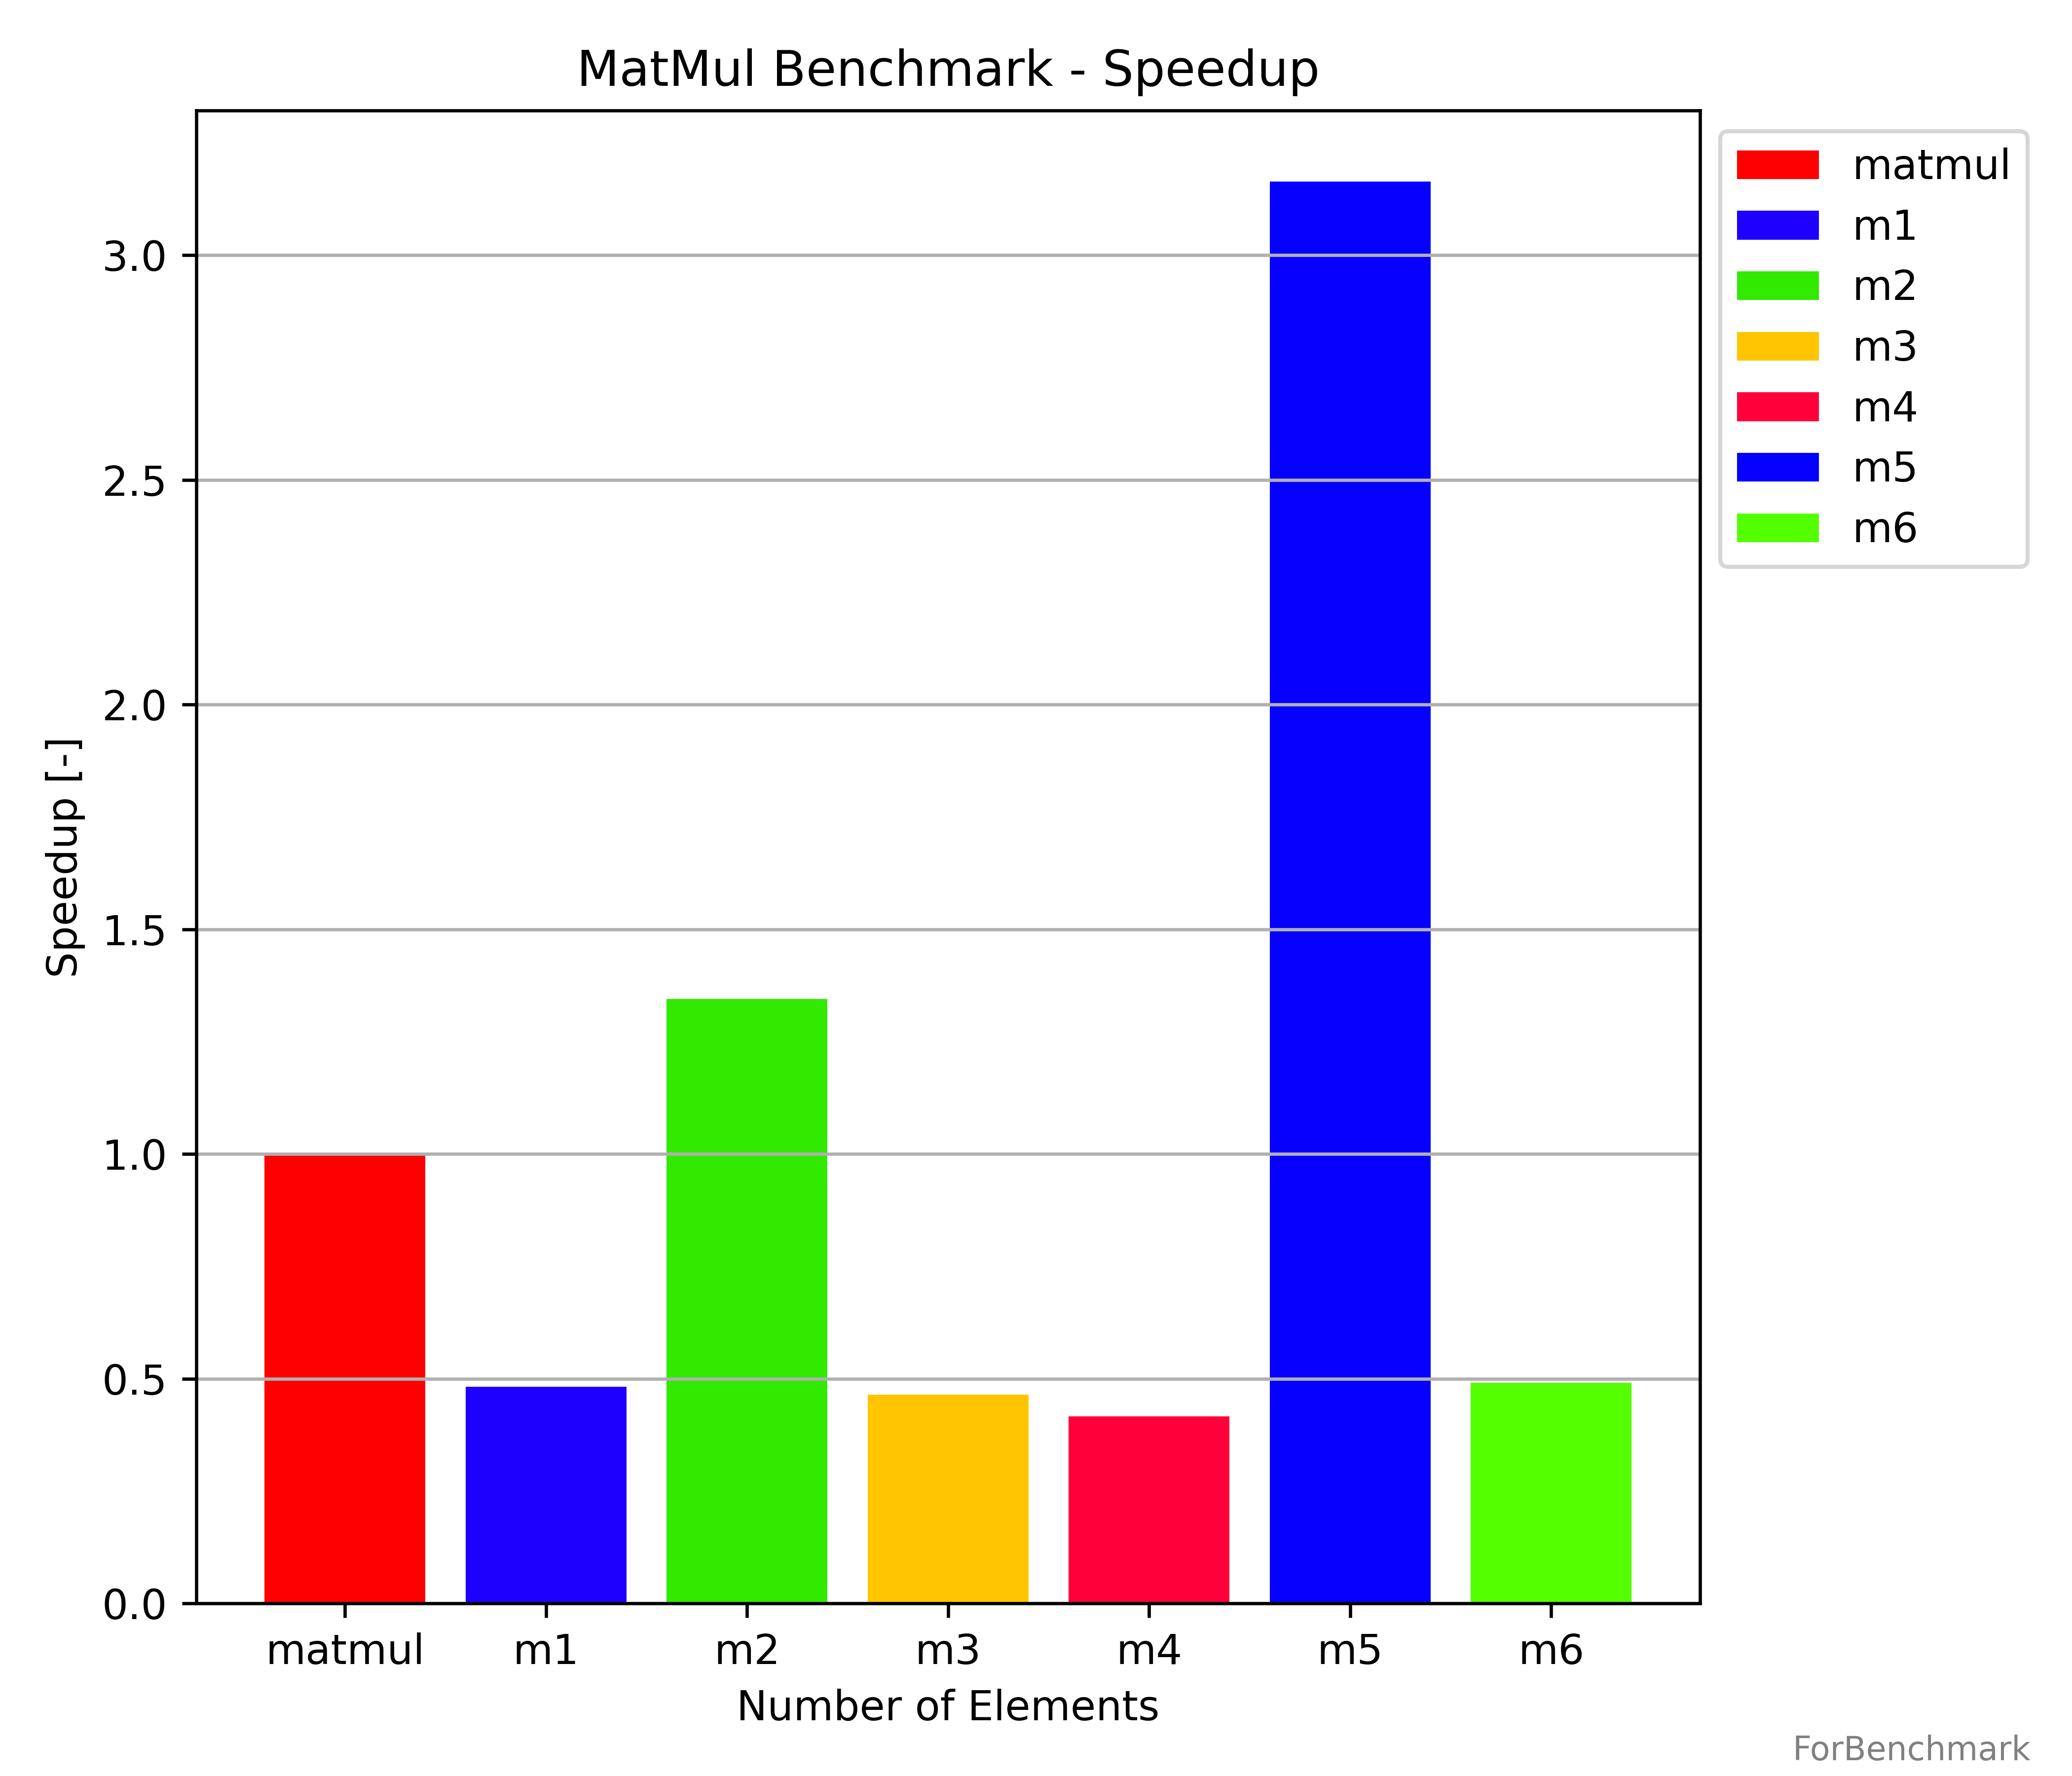 MatMul Benchmark - Speedup
Speedup [-]
3.0
2.5
2.0
1.5
1.0
0.5
0.0
matmul m1 m2 m3 m4 m5 m6
Number of Elements
matmul
m1
m2
m3
m4
m5
m6
ForBenchmark